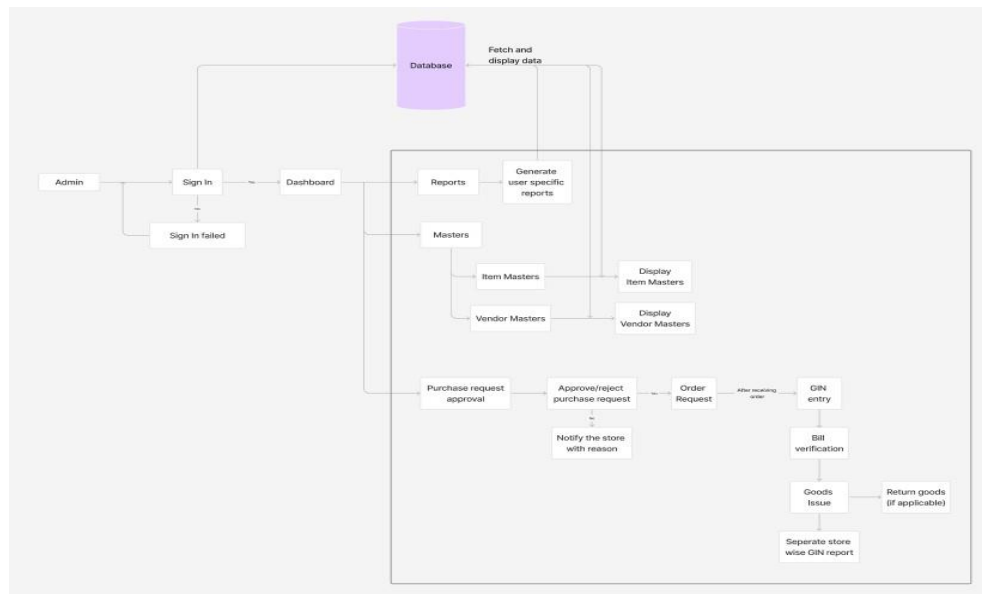 Fetch and
display data
Database
Admin
Sign In
Yes
Dashboard
Reports
Generate
user specific
reports
Sign In failed
Masters
Item Masters
Display
Item Masters
Vendor Masters
Display
Vendor Masters
Purchase request
approval
Approve/reject
purchase request
Yes
Order
Request
After receiving
order
GIN
entry
Notify the store
with reason
Bill
verification
Goods
Issue
Return goods
(if applicable)
Seperate store
wise GIN report